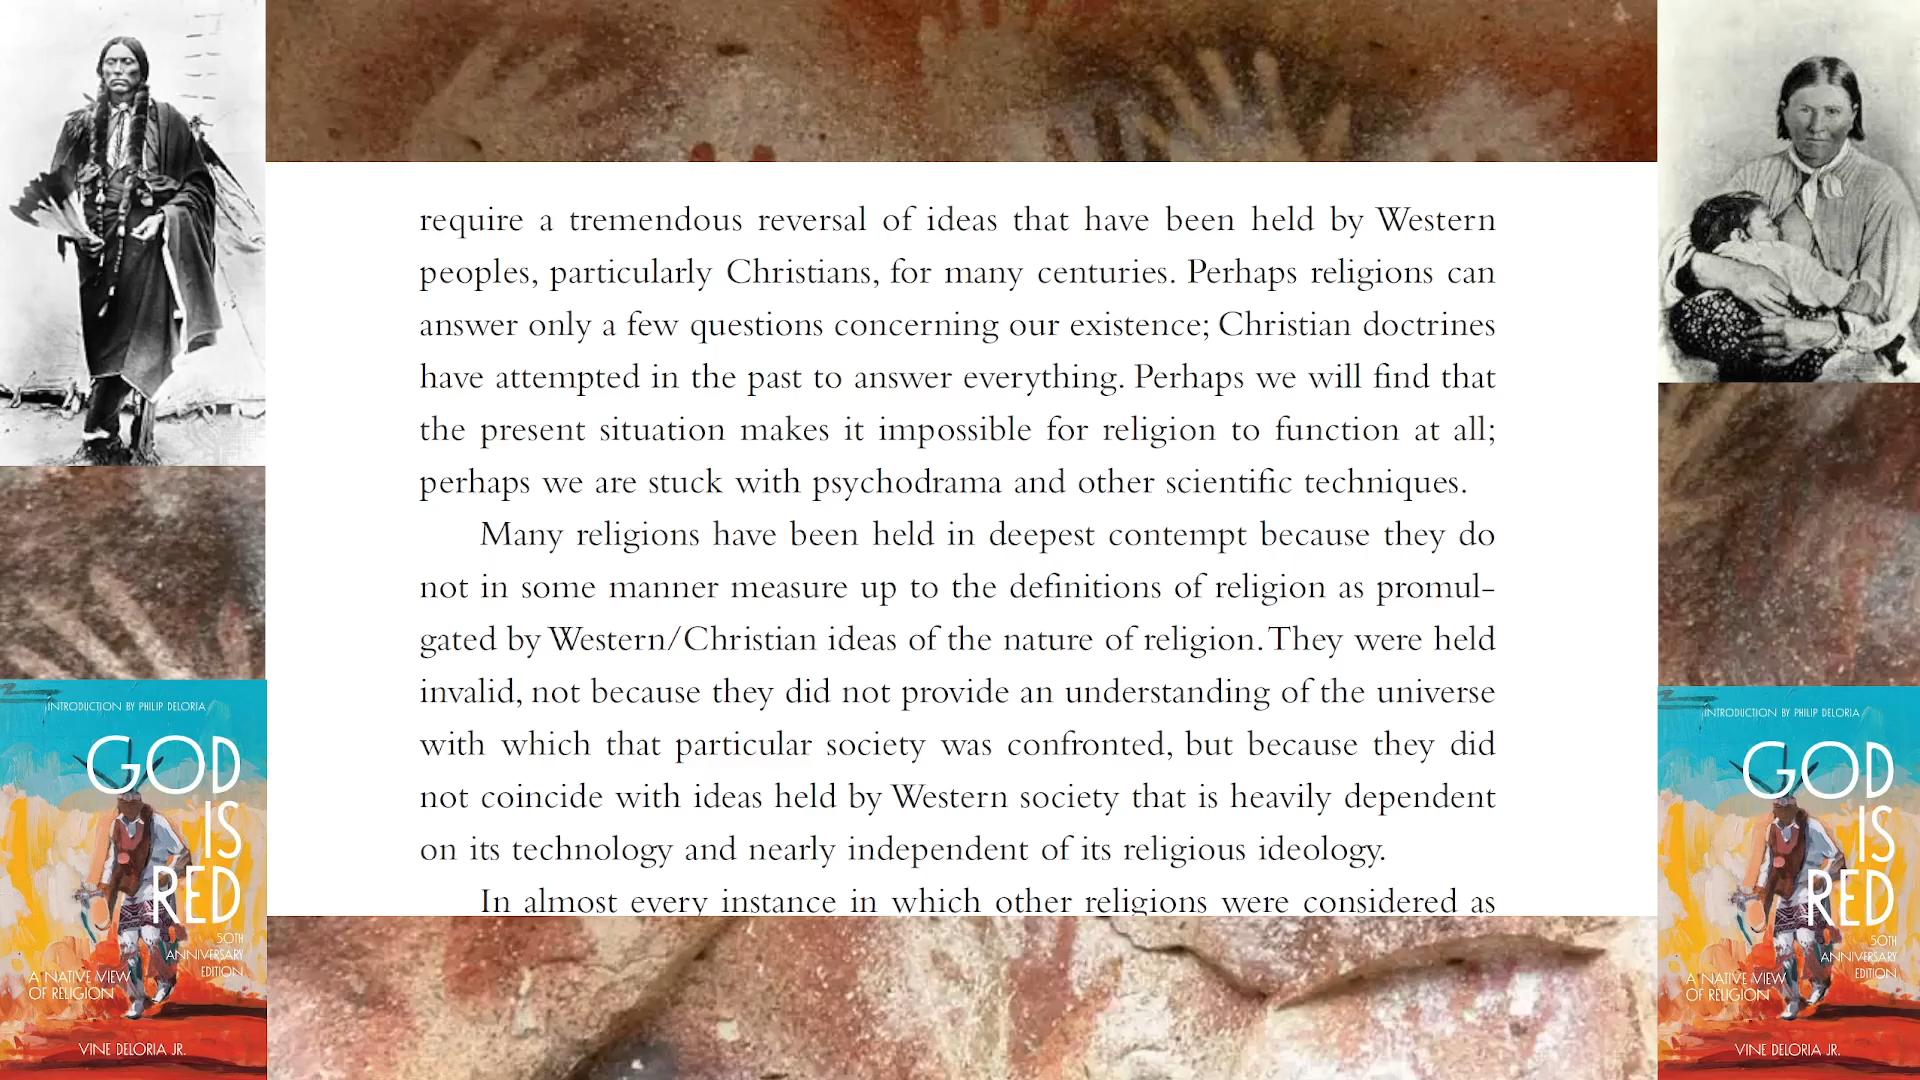 require a tremendous reversal of ideas that have been held by Western
peoples, particularly Christians, for many centuries. Perhaps religions can
answer only a few questions concerning our existence; Christian doctrines
have attempted in the past to answer everything. Perhaps we will find that
the present situation makes it impossible for religion to function at all;
perhaps we are stuck with psychodrama and other scientific techniques.
Many religions have been held in deepest contempt because they do
not in some manner measure up to the definitions of religion as promul-
gated by Western/Christian ideas of the nature of religion. They were held
invalid, not because they did not provide an understanding of the universe
with which that particular society was confronted, but because they did
not coincide with ideas held by Western society that is heavily dependent
on its technology and nearly independent of its religious ideology.
In almost every instance in which other religions were considered as
INTRODUCTION BY PHILIP DELORIA
GOD
IS
RED
50TH
ANNIVERSARY
EDITION
A NATIVE VIEW
OF RELIGION
VINE DELORIA JR.
INTRODUCTION BY PHILIP DELORIA
GOD
IS
RED
50TH
ANNIVERSARY
EDITION
A NATIVE VIEW
OF RELIGION
VINE DELORIA JR.